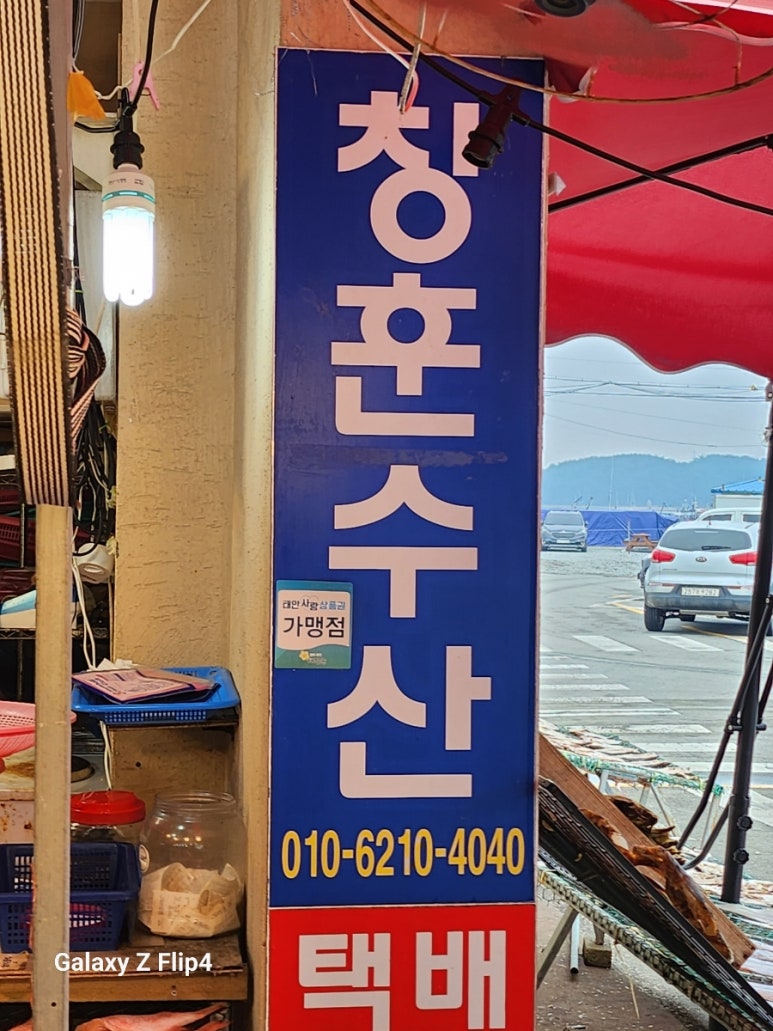 창훈수산
태안사랑상품권
가맹점
010-6210-4040
택배
Galaxy Z Flip4